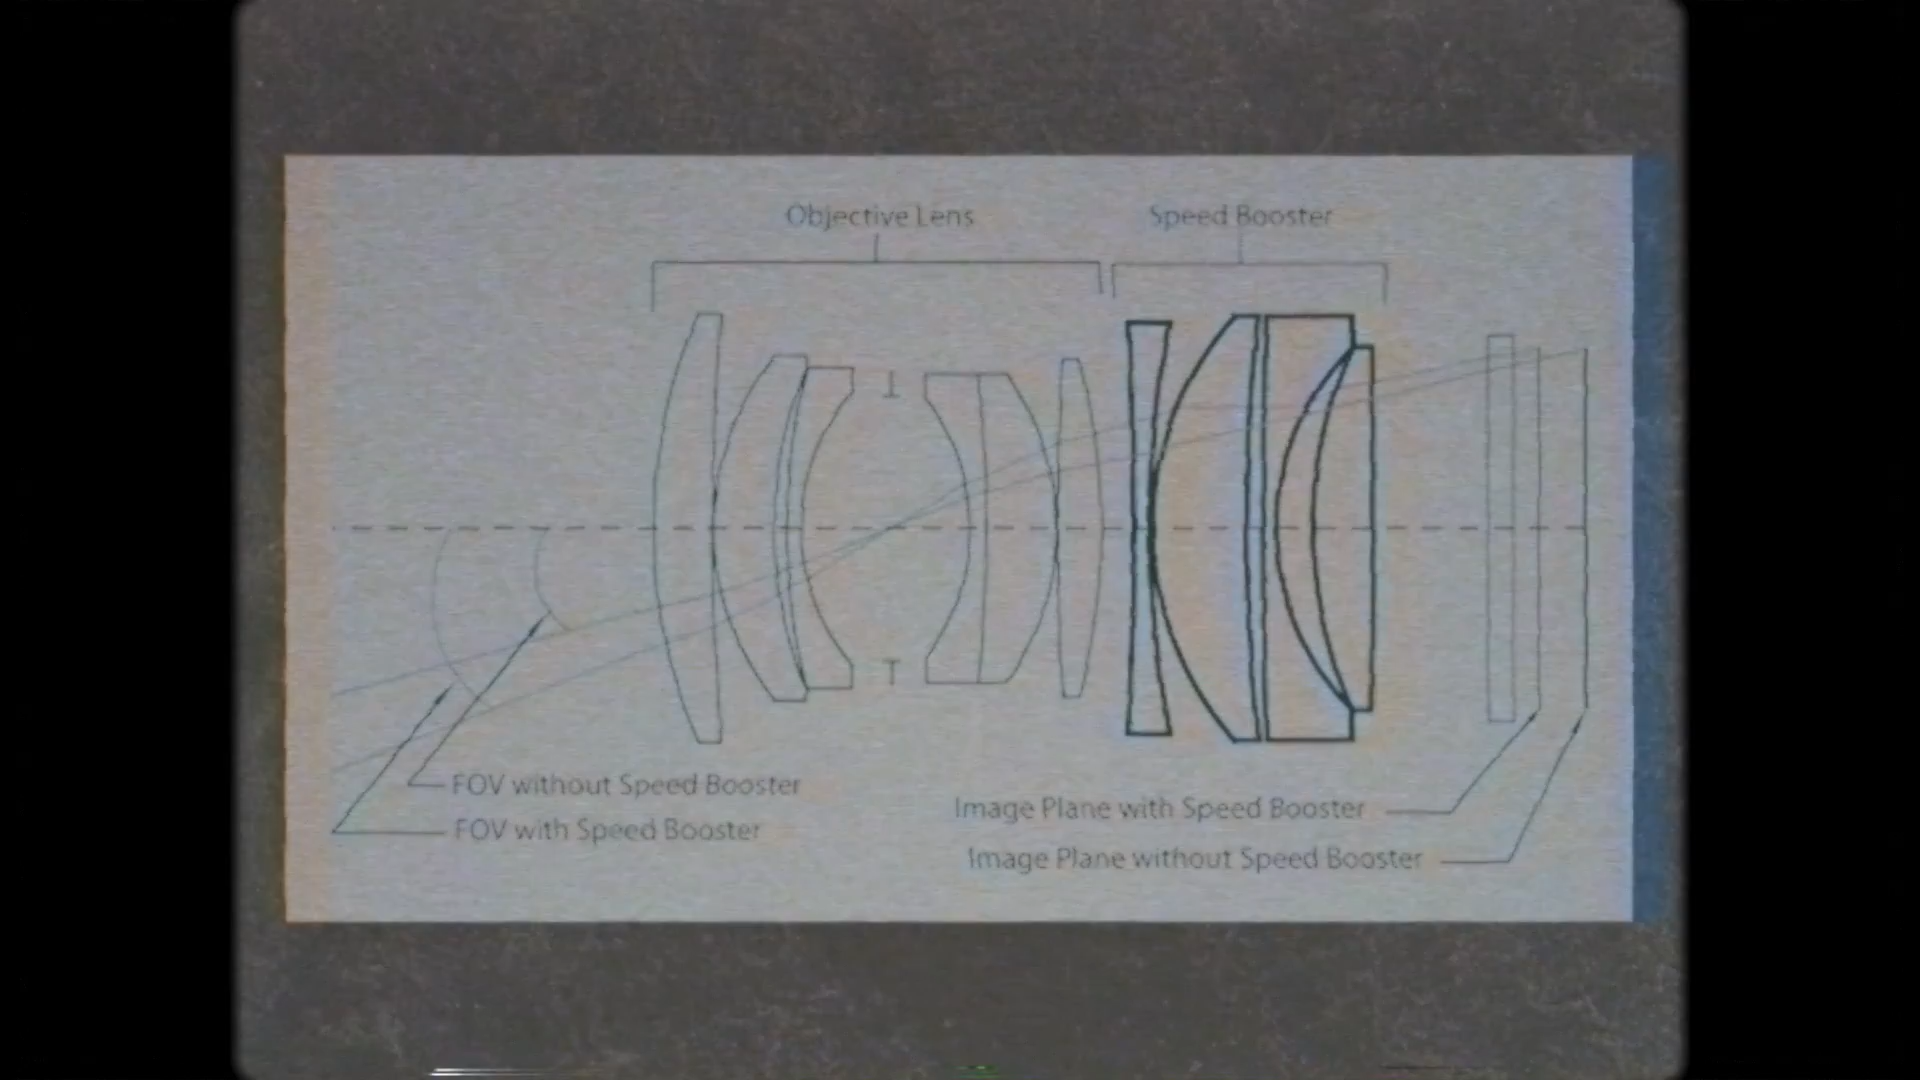 Objective Lens
Speed Booster
FOV without Speed Booster
FOV with Speed Booster
Image Plane with Speed Booster
Image Plane without Speed Booster